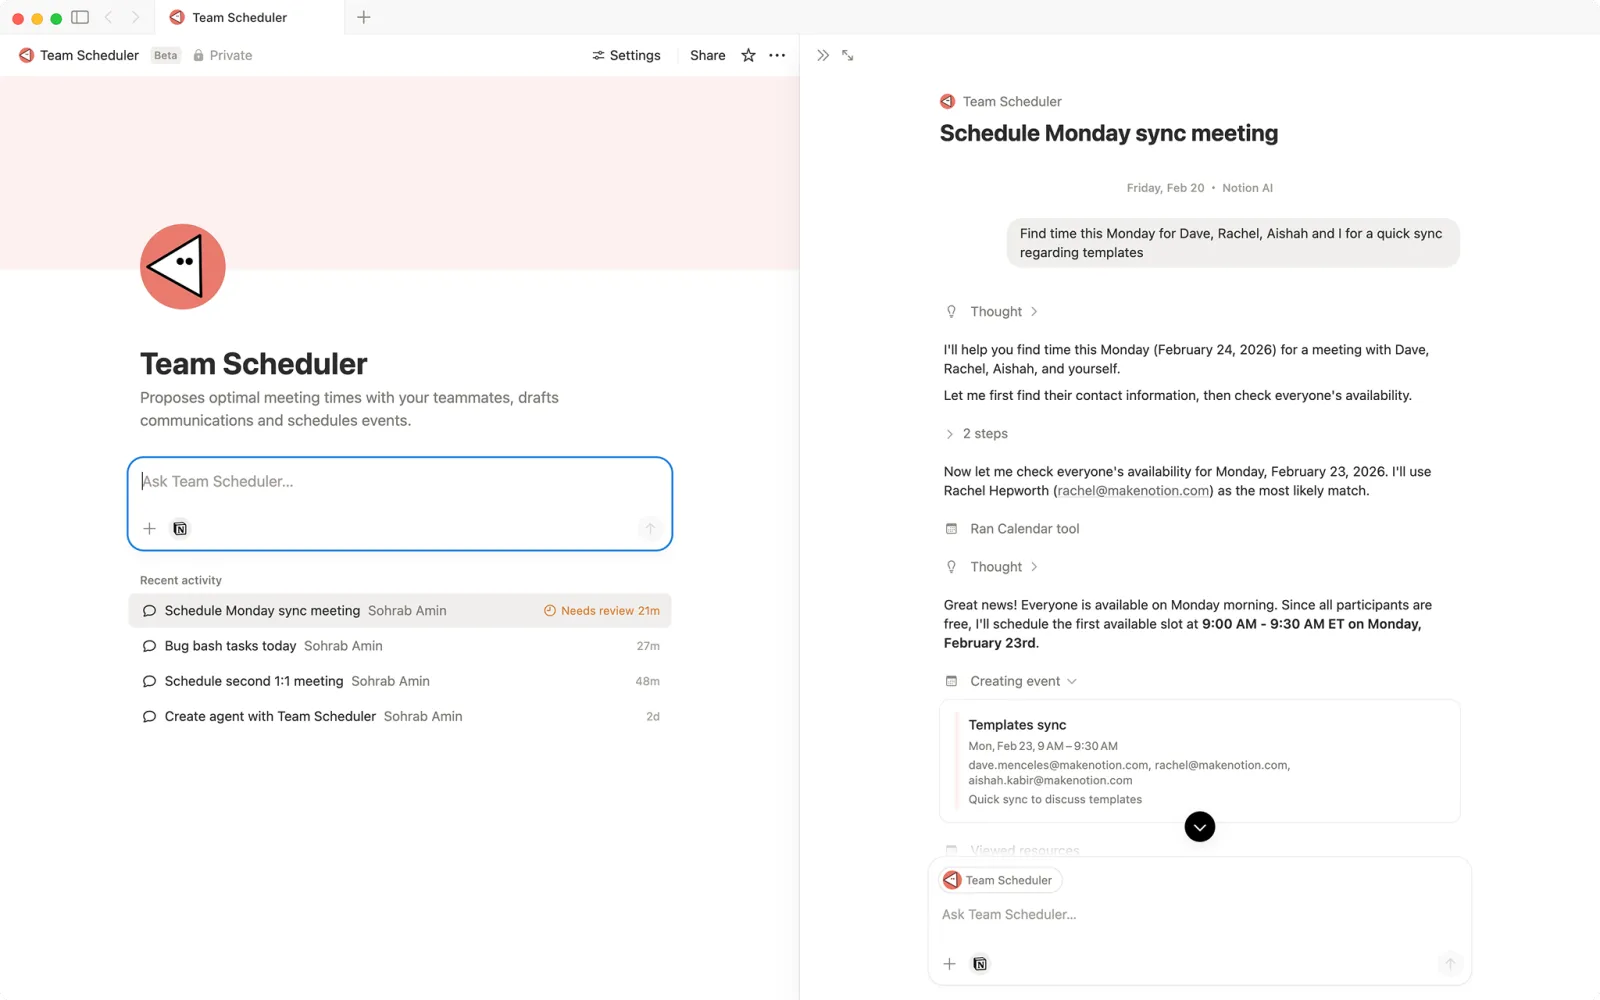 Team Scheduler
Team Scheduler Beta Private
Settings Share
Team Scheduler
Proposes optimal meeting times with your teammates, drafts
communications and schedules events.
Ask Team Scheduler...
Recent activity
Schedule Monday sync meeting Sohrab Amin Needs review 21m
Bug bash tasks today Sohrab Amin 27m
Schedule second 1:1 meeting Sohrab Amin 48m
Create agent with Team Scheduler Sohrab Amin 2d
Team Scheduler
Schedule Monday sync meeting
Friday, Feb 20 • Notion AI
Find time this Monday for Dave, Rachel, Aishah and I for a quick sync
regarding templates
Thought
I'll help you find time this Monday (February 24, 2026) for a meeting with Dave,
Rachel, Aishah, and yourself.
Let me first find their contact information, then check everyone's availability.
2 steps
Now let me check everyone's availability for Monday, February 23, 2026. I'll use
Rachel Hepworth (rachel@makenotion.com) as the most likely match.
Ran Calendar tool
Thought
Great news! Everyone is available on Monday morning. Since all participants are
free, I'll schedule the first available slot at 9:00 AM - 9:30 AM ET on Monday,
February 23rd.
Creating event
Templates sync
Mon, Feb 23, 9 AM – 9:30 AM
dave.menceles@makenotion.com, rachel@makenotion.com,
aishah.kabir@makenotion.com
Quick sync to discuss templates
Viewed resources
Team Scheduler
Ask Team Scheduler...